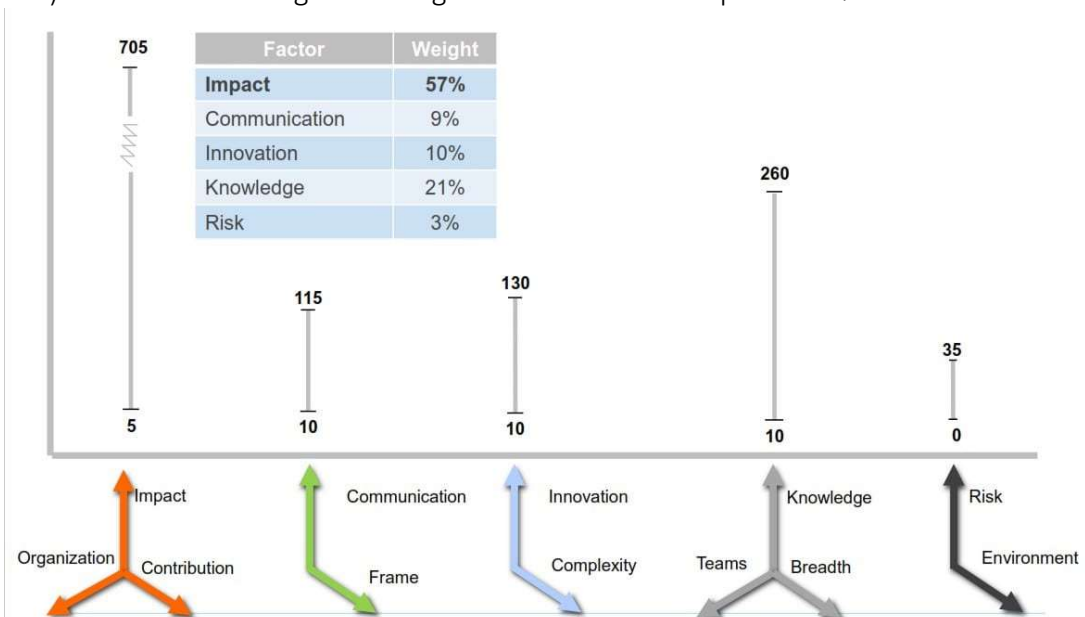 705
Factor Weight
Impact 57%
Communication 9%
Innovation 10%
Knowledge 21%
Risk 3%
260
130
115
35
5
10
10
10
0
Impact
Communication
Innovation
Knowledge
Risk
Organization
Contribution
Frame
Complexity
Teams
Breadth
Environment